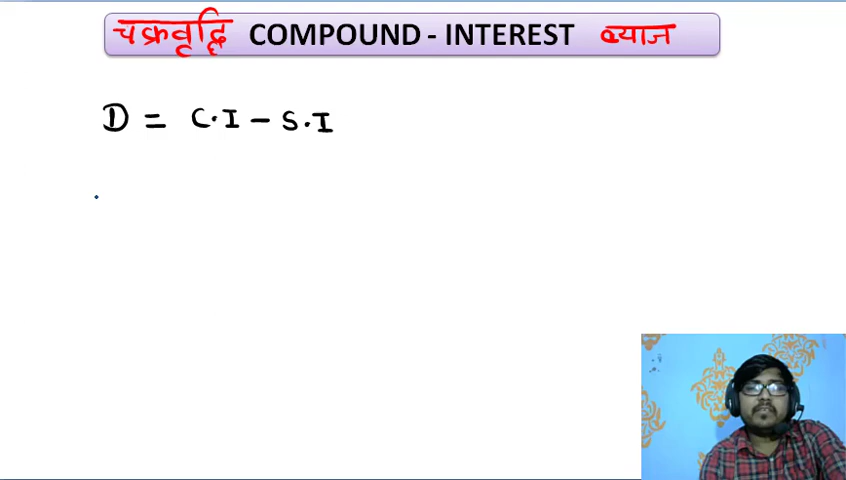 चक्रवृद्धि COMPOUND - INTEREST ब्याज
D = C.I - S.I